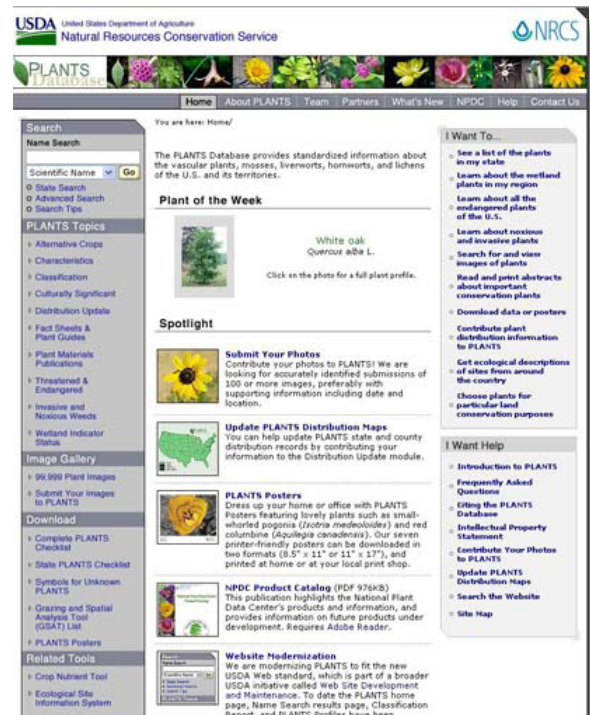 USDA United States Department of Agriculture
Natural Resources Conservation Service
NRCS
PLANTS
Database
Home About PLANTS Team Partners What's New NPDC Help Contact Us
Search
Name Search
Scientific Name Go
State Search
Advanced Search
Search Tips
PLANTS Topics
Alternative Crops
Characteristics
Classification
Culturally Significant
Distribution Update
Fact Sheets &
Plant Guides
Plant Materials
Publications
Threatened &
Endangered
Invasive and
Noxious Weeds
Wetland Indicator
Status
Image Gallery
99,999 Plant Images
Submit Your Images
to PLANTS
Download
Complete PLANTS
Checklist
State PLANTS Checklist
Symbols for Unknown
PLANTS
Grazing and Spatial
Analysis Tool
(GSAT) List
PLANTS Posters
Related Tools
Crop Nutrient Tool
Ecological Site
Information System
You are here: Home/
The PLANTS Database provides standardized information about
the vascular plants, mosses, liverworts, hornworts, and lichens
of the U.S. and its territories.
Plant of the Week
White oak
Quercus alba L.
Click on the photo for a full plant profile.
Spotlight
Submit Your Photos
Contribute your photos to PLANTS! We are
looking for accurately identified submissions of
100 or more images, preferably with
supporting information including date and
location.
Update PLANTS Distribution Maps
You can help update PLANTS state and county
distribution records by contributing your
information to the Distribution Update module.
PLANTS Posters
Dress up your home or office with PLANTS
Posters featuring lovely plants such as small-
whorled pogonia (Isotria medeoloides) and red
columbine (Aquilegia canadensis). Our seven
printer-friendly posters can be downloaded in
two formats (8.5" x 11" or 11" x 17"), and
printed at home or at your local print shop.
NPDC Product Catalog (PDF 976KB)
This publication highlights the National Plant
Data Center's products and information, and
provides information on future products under
development. Requires Adobe Reader.
Website Modernization
We are modernizing PLANTS to fit the new
USDA Web standard, which is part of a broader
USDA initiative called Web Site Development
and Maintenance. To date the PLANTS home
page, Name Search results page, Classification
Report, and PLANTS Profiles have been
I Want To...
See a list of the plants
in my state
Learn about the wetland
plants in my region
Learn about all the
endangered plants
of the U.S.
Learn about noxious
and invasive plants
Search for and view
images of plants
Read and print abstracts
about important
conservation plants
Download data or posters
Contribute plant
distribution information
to PLANTS
Get ecological descriptions
of sites from around
the country
Choose plants for
particular land
conservation purposes
I Want Help
Introduction to PLANTS
Frequently Asked
Questions
Citing the PLANTS
Database
Intellectual Property
Statement
Contribute Your Photos
to PLANTS
Update PLANTS
Distribution Maps
Search the Website
Site Map